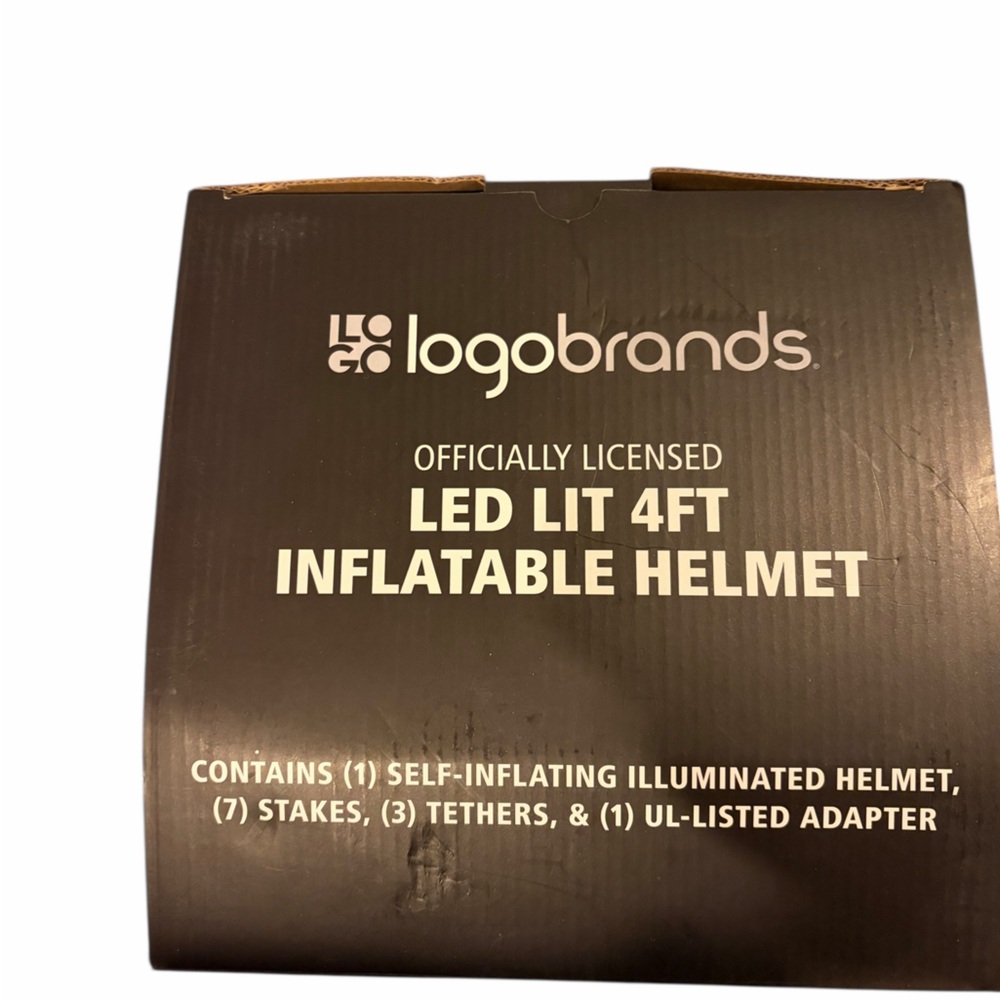 LOGO logobrands®
OFFICIALLY LICENSED
LED LIT 4FT
INFLATABLE HELMET
CONTAINS (1) SELF-INFLATING ILLUMINATED HELMET,
(7) STAKES, (3) TETHERS, & (1) UL-LISTED ADAPTER